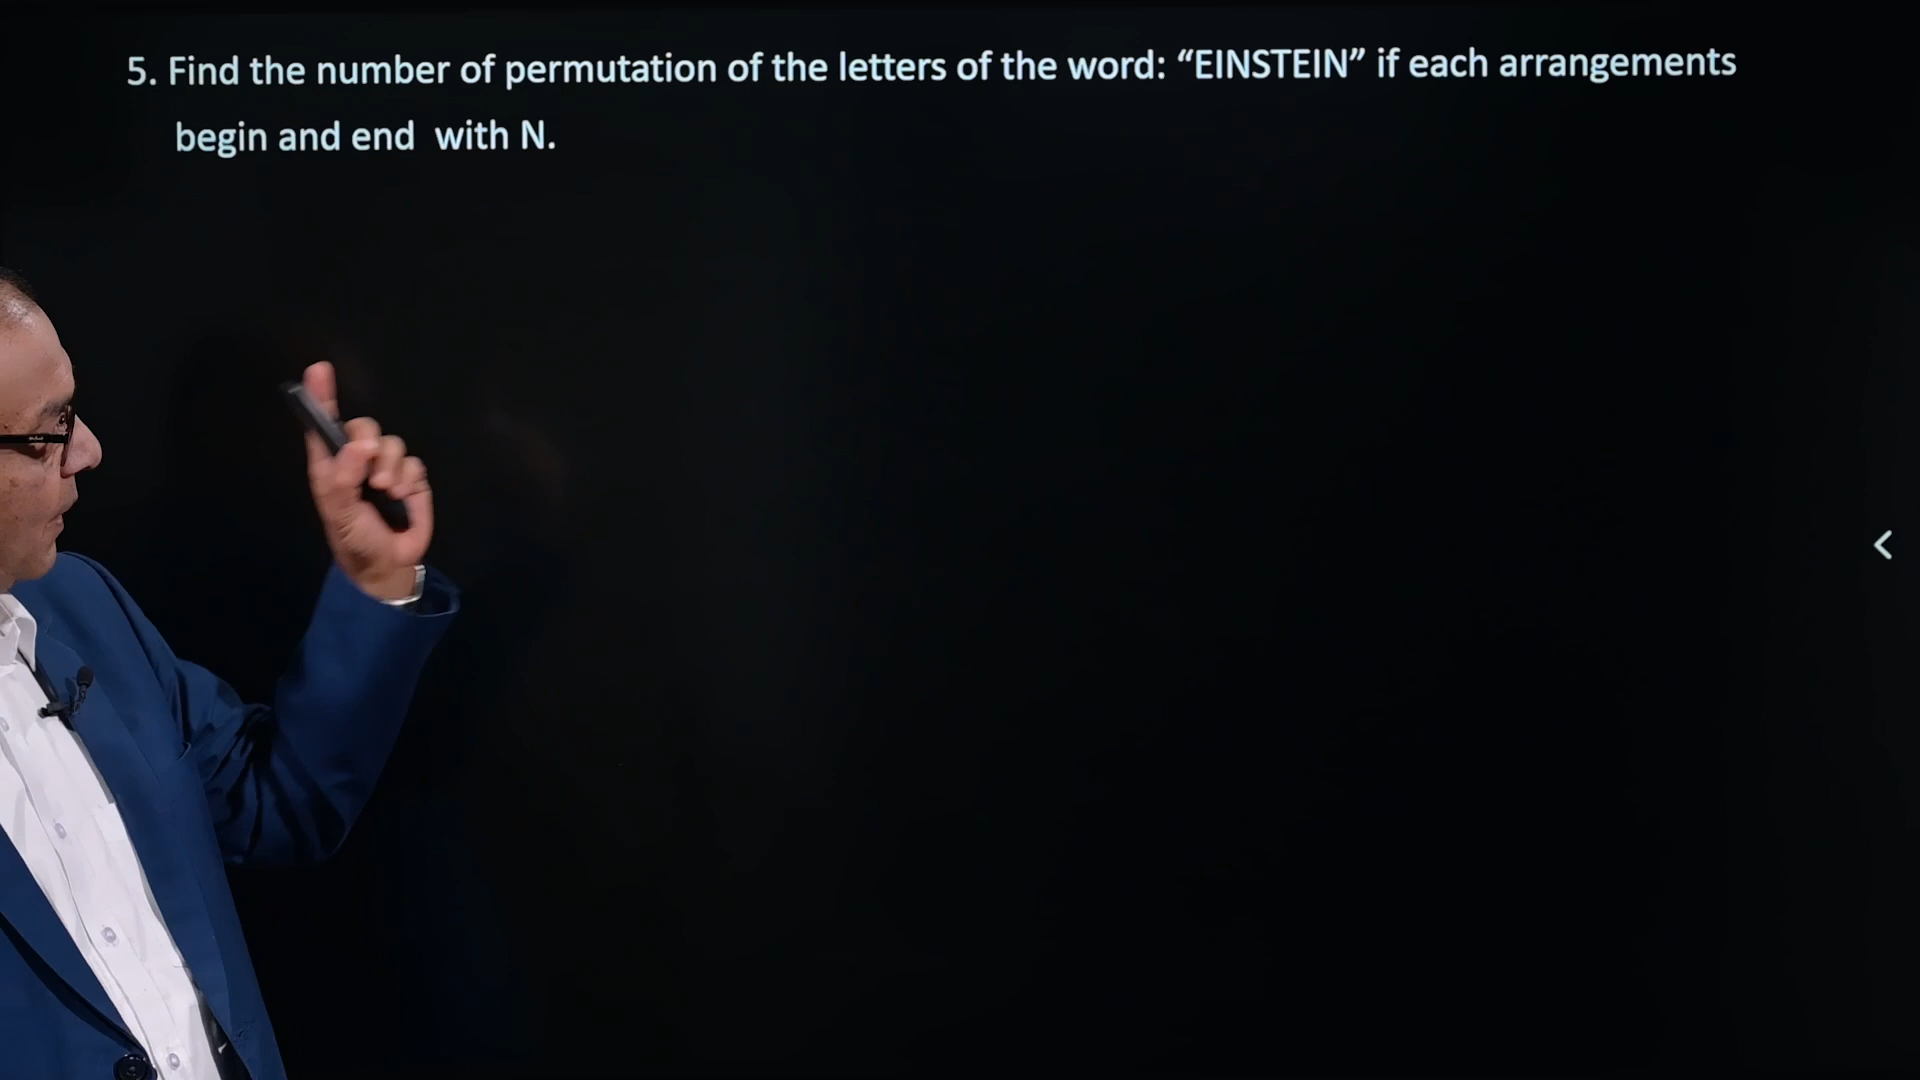 5. Find the number of permutation of the letters of the word: “EINSTEIN” if each arrangements
begin and end with N.